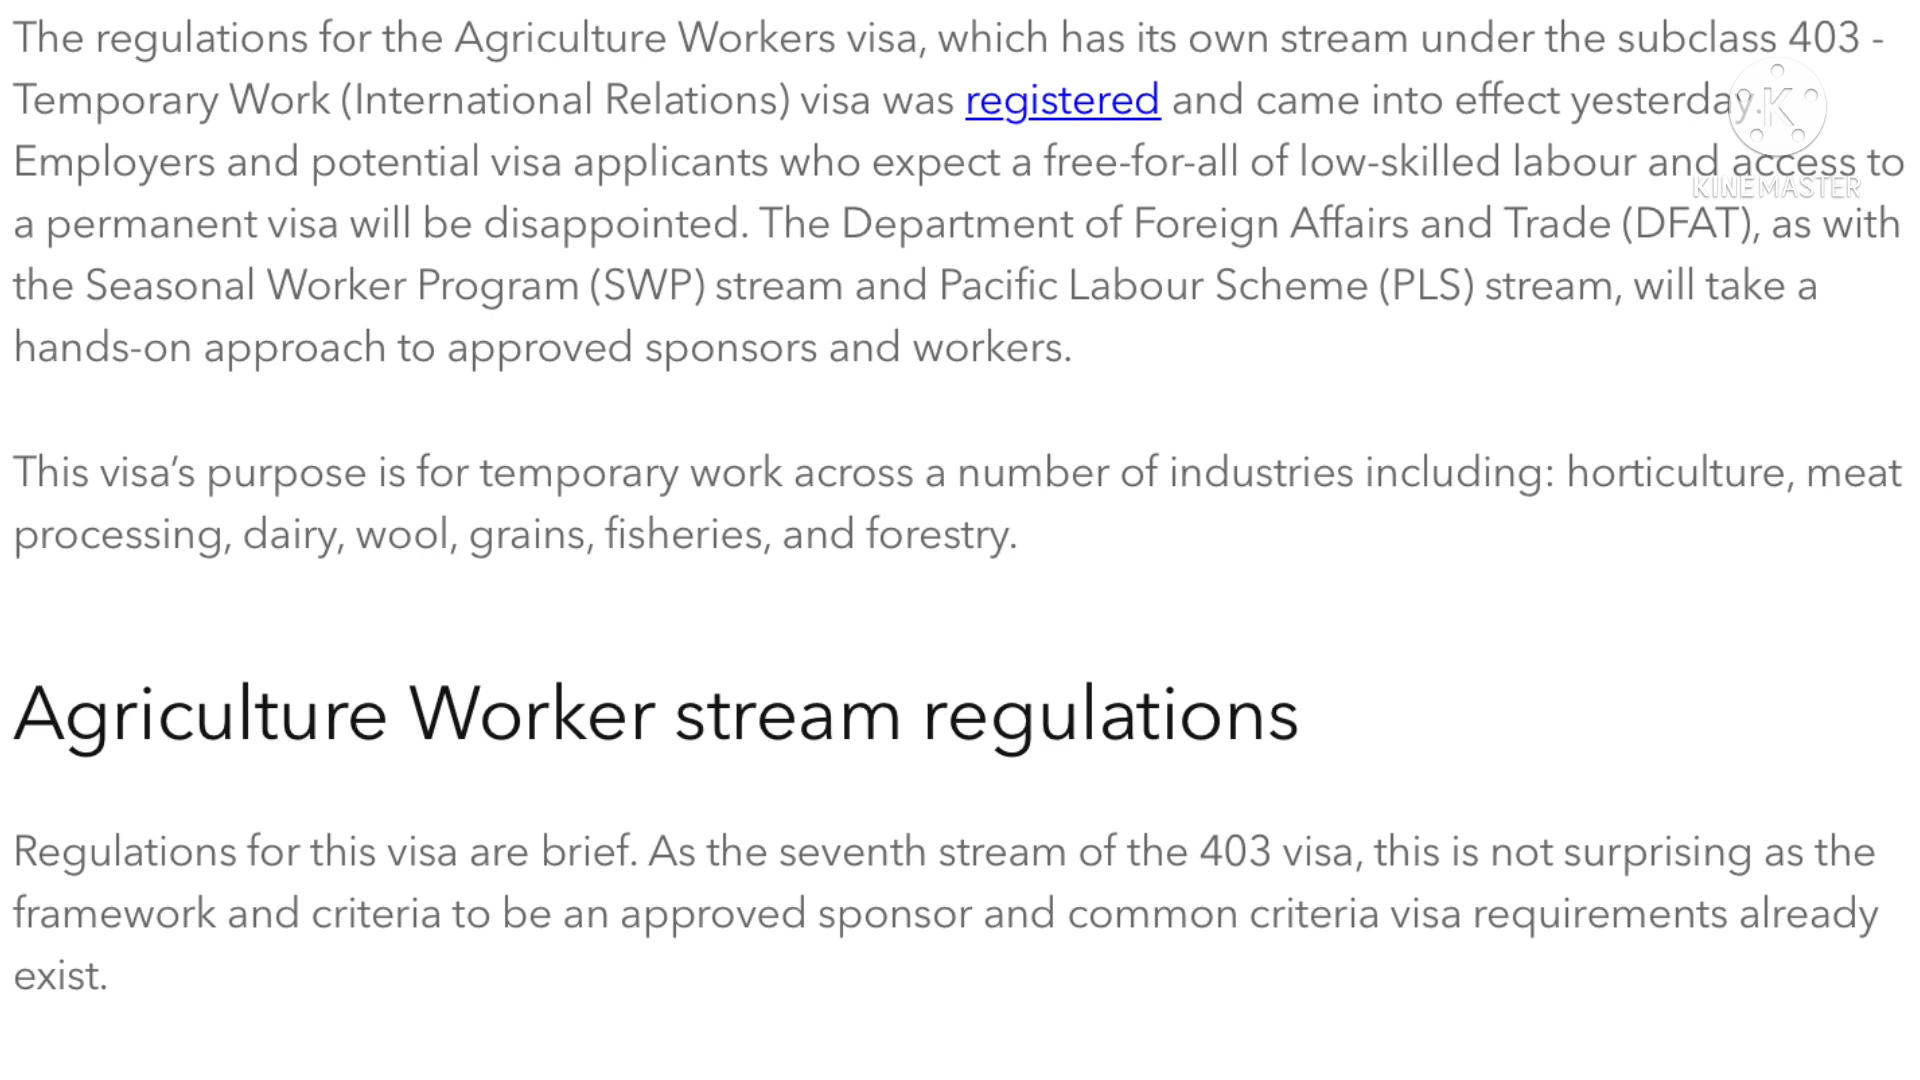 The regulations for the Agriculture Workers visa, which has its own stream under the subclass 403 -
Temporary Work (International Relations) visa was registered and came into effect yesterday.
Employers and potential visa applicants who expect a free-for-all of low-skilled labour and access to
a permanent visa will be disappointed. The Department of Foreign Affairs and Trade (DFAT), as with
the Seasonal Worker Program (SWP) stream and Pacific Labour Scheme (PLS) stream, will take a
hands-on approach to approved sponsors and workers.
This visa’s purpose is for temporary work across a number of industries including: horticulture, meat
processing, dairy, wool, grains, fisheries, and forestry.
Agriculture Worker stream regulations
Regulations for this visa are brief. As the seventh stream of the 403 visa, this is not surprising as the
framework and criteria to be an approved sponsor and common criteria visa requirements already
exist.
K
KINEMASTER